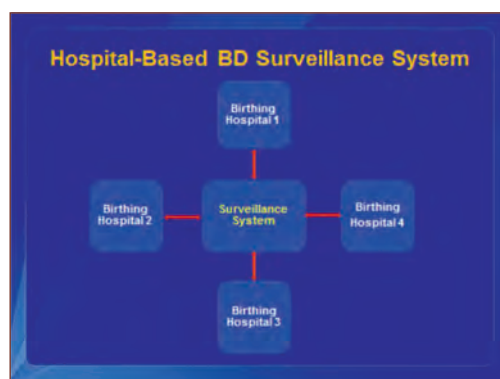 Hospital-Based BD Surveillance System
Birthing
Hospital 1
Birthing
Hospital 2
Surveillance
System
Birthing
Hospital 4
Birthing
Hospital 3